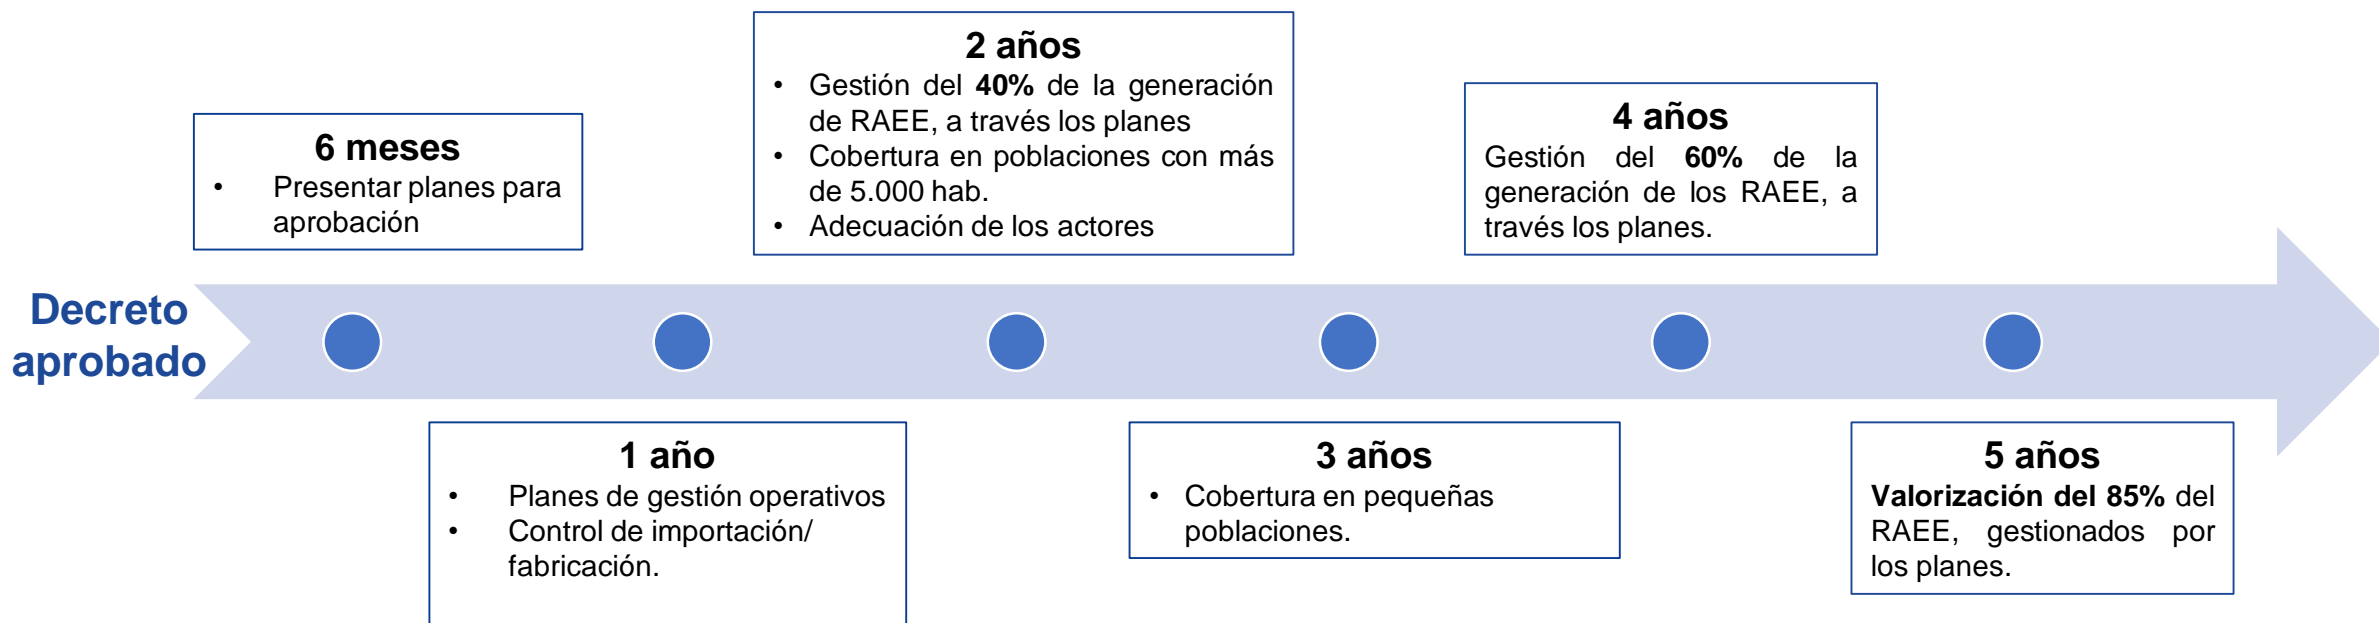 Decreto
aprobado
6 meses
• Presentar planes para
aprobación
1 año
• Planes de gestión operativos
• Control de importación/
fabricación.
2 años
• Gestión del 40% de la generación
de RAEE, a través los planes
• Cobertura en poblaciones con más
de 5.000 hab.
• Adecuación de los actores
3 años
• Cobertura en pequeñas
poblaciones.
4 años
Gestión del 60% de la
generación de los RAEE, a
través los planes.
5 años
Valorización del 85% del
RAEE, gestionados por
los planes.